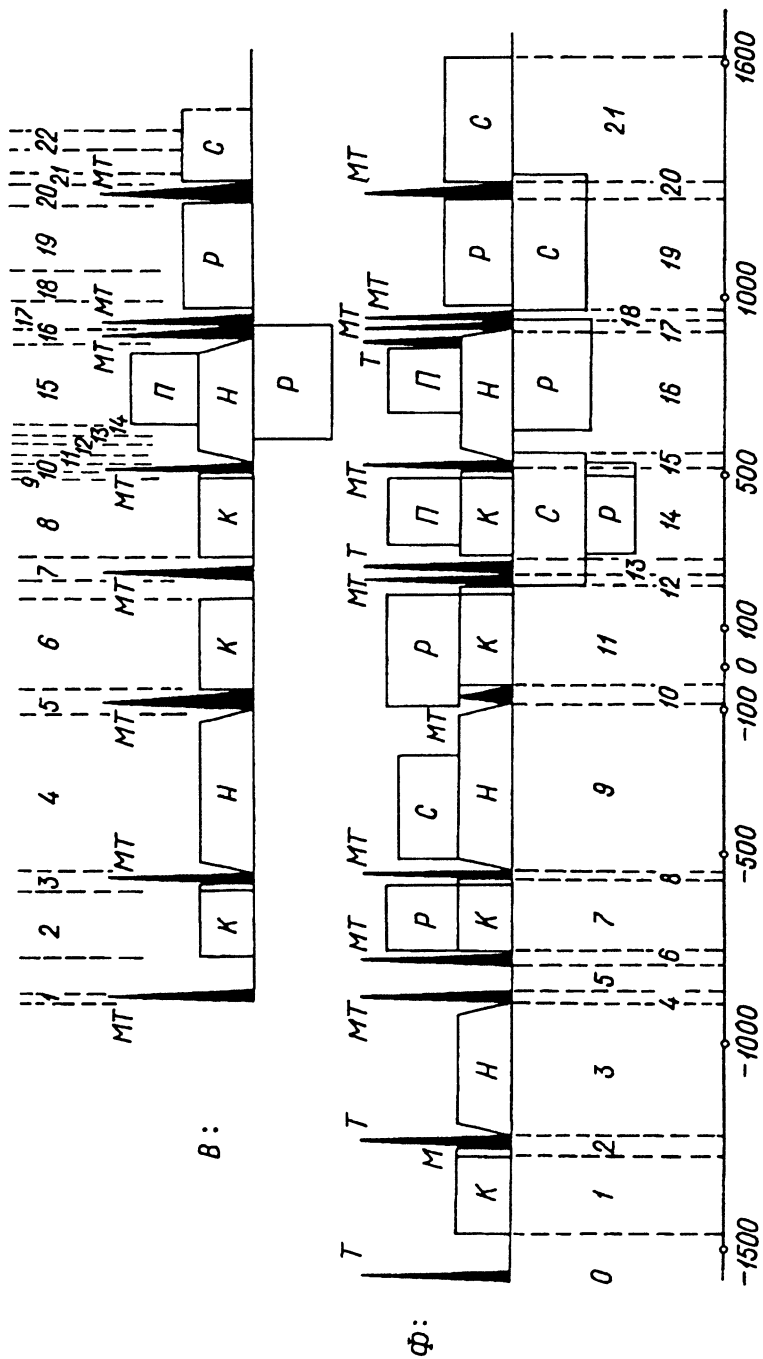 В:
1 2 3 4 5 6 7 8 9 10 11 12 13 14 15 16 17 18 19 20 21 22
МТ МТ МТ МТ МТ МТ МТ МТ
П
К Н К К Н Р С
Р
Ф:
Т Т МТ МТ МТ МТ Т МТ Т МТ МТ МТ
М МТ
Р С Р П П
К Н К Н К К Н Р С
С Р С
Р
0 1 2 3 4 5 6 7 8 9 10 11 12 13 14 15 16 17 18 19 20 21
-1500 -1000 -500 -100 0 100 500 1000 1600